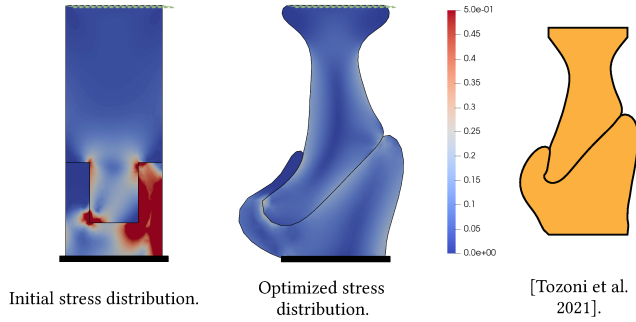 5.0e-01
0.45
0.4
0.35
0.3
0.25
0.2
0.15
0.1
0.05
0.0e+00
Initial stress distribution.
Optimized stress
distribution.
[Tozoni et al.
2021].